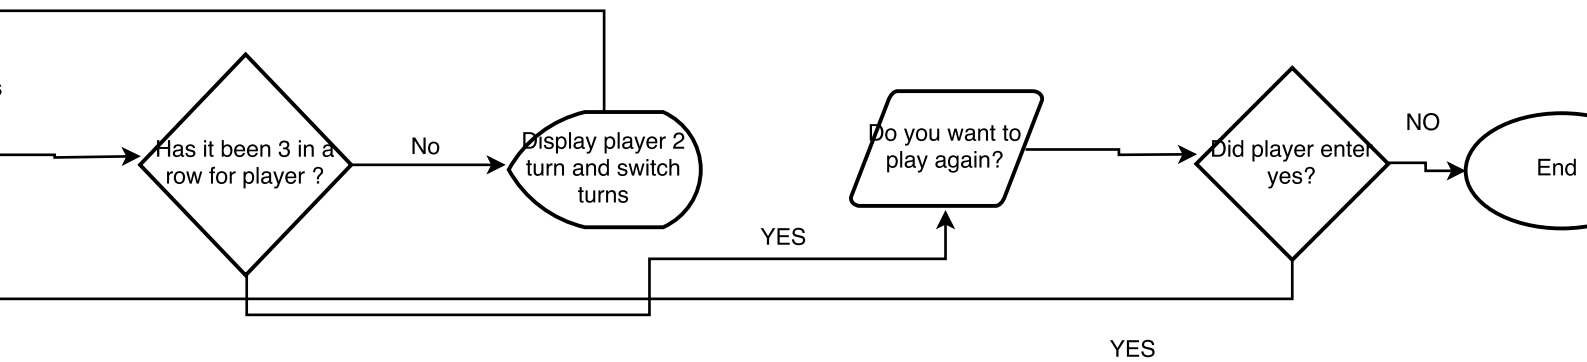 Has it been 3 in a
row for player ?
No
Display player 2
turn and switch
turns
YES
Do you want to
play again?
Did player enter
yes?
NO
End
YES